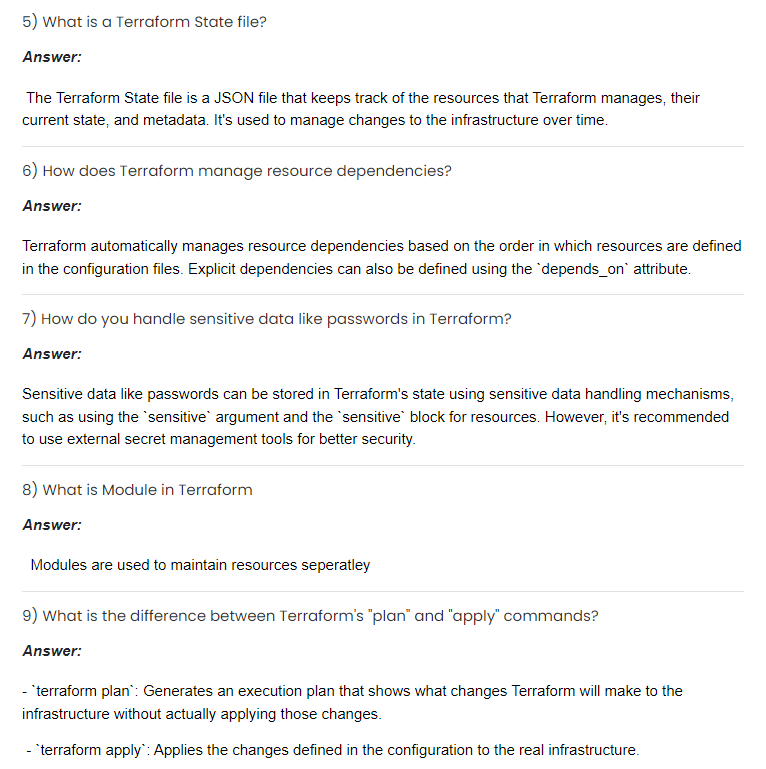 5) What is a Terraform State file?
Answer:
The Terraform State file is a JSON file that keeps track of the resources that Terraform manages, their
current state, and metadata. It's used to manage changes to the infrastructure over time.
6) How does Terraform manage resource dependencies?
Answer:
Terraform automatically manages resource dependencies based on the order in which resources are defined
in the configuration files. Explicit dependencies can also be defined using the `depends_on` attribute.
7) How do you handle sensitive data like passwords in Terraform?
Answer:
Sensitive data like passwords can be stored in Terraform's state using sensitive data handling mechanisms,
such as using the `sensitive` argument and the `sensitive` block for resources. However, it's recommended
to use external secret management tools for better security.
8) What is Module in Terraform
Answer:
Modules are used to maintain resources seperatley
9) What is the difference between Terraform's "plan" and "apply" commands?
Answer:
- `terraform plan`: Generates an execution plan that shows what changes Terraform will make to the
infrastructure without actually applying those changes.
- `terraform apply`: Applies the changes defined in the configuration to the real infrastructure.